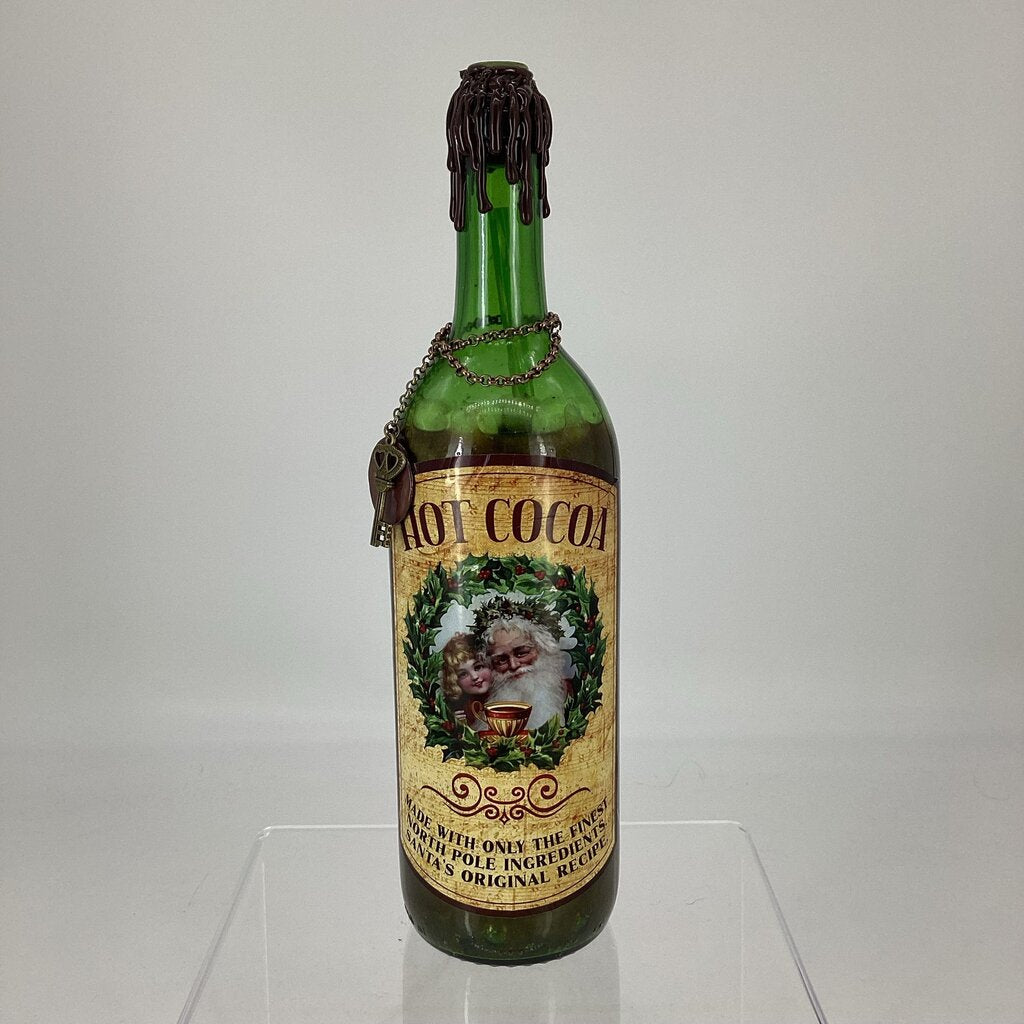 HOT COCOA
MADE WITH ONLY THE FINEST
NORTH POLE INGREDIENTS
SANTA'S ORIGINAL RECIPE